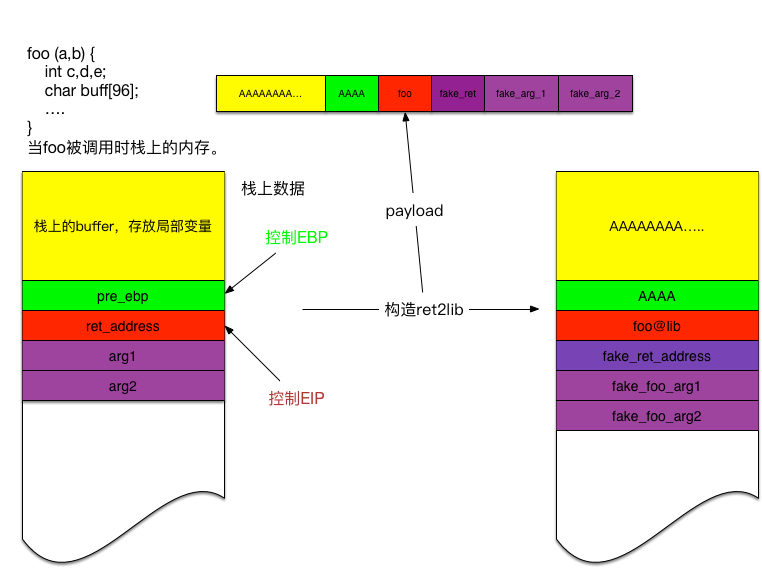 foo (a,b) {
int c,d,e;
char buff[96];
….
}
当foo被调用时栈上的内存。
AAAAAAAA…
AAAA
foo
fake_ret
fake_arg_1
fake_arg_2
栈上数据
payload
控制EBP
构造ret2lib
控制EIP
栈上的buffer，存放局部变量
pre_ebp
ret_address
arg1
arg2
AAAAAAAA…..
AAAA
foo@lib
fake_ret_address
fake_foo_arg1
fake_foo_arg2